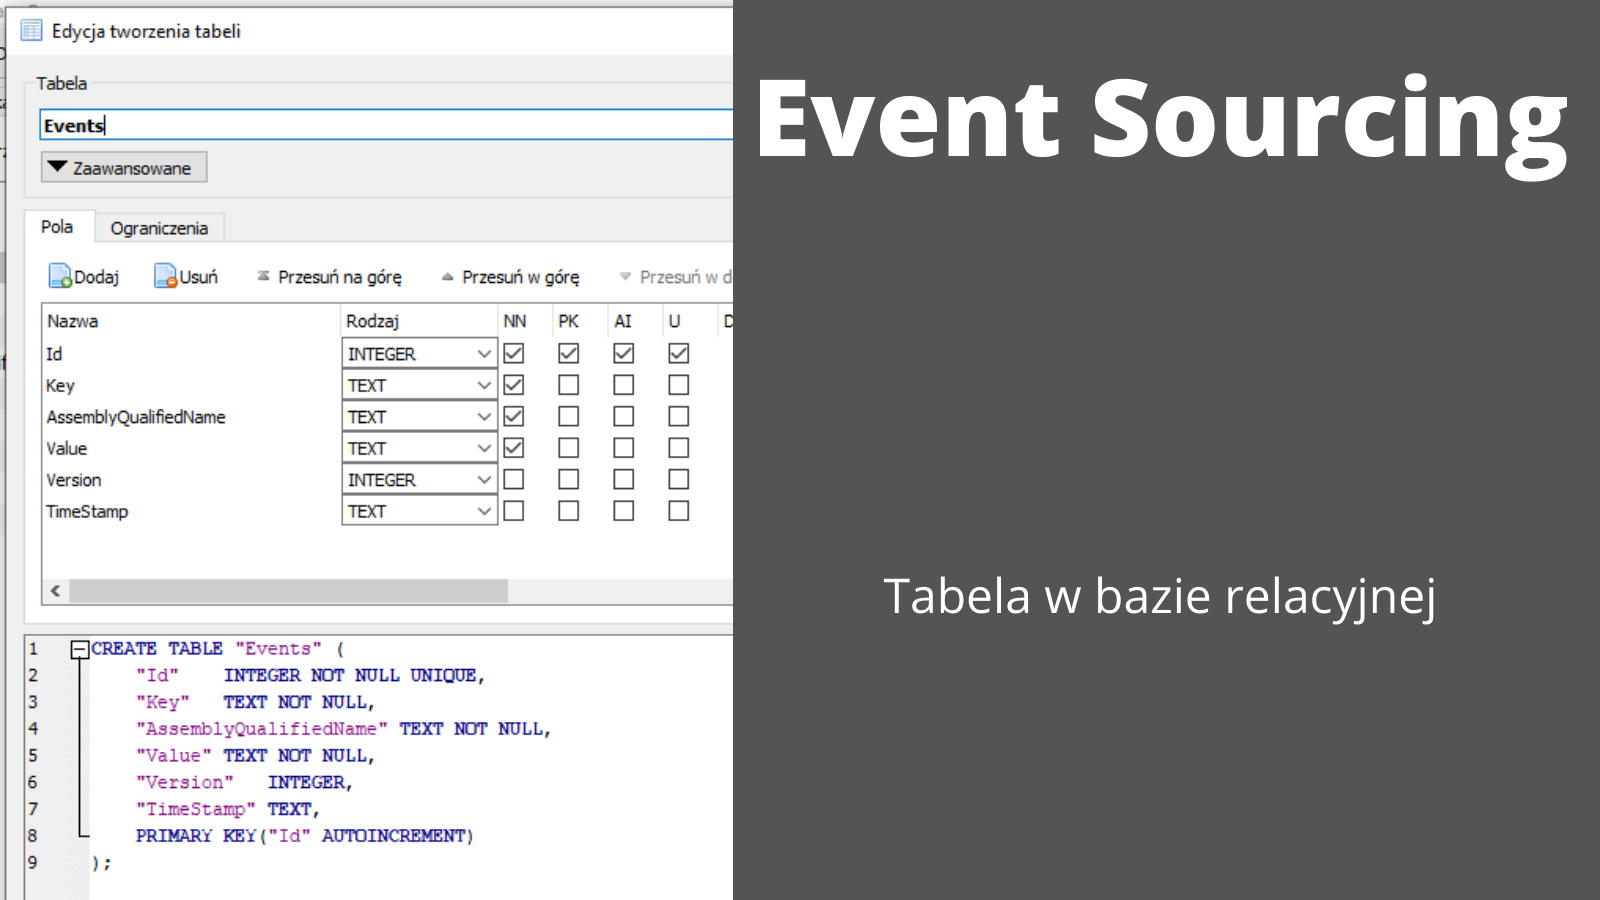 Edycja tworzenia tabeli
Tabela
Events
Zaawansowane
Pola Ograniczenia
Dodaj Usuń Przesuń na górę Przesuń w górę Przesuń w d
Nazwa Rodzaj NN PK AI U D
Id INTEGER
Key TEXT
AssemblyQualifiedName TEXT
Value TEXT
Version INTEGER
TimeStamp TEXT
1 CREATE TABLE "Events" (
2 "Id" INTEGER NOT NULL UNIQUE,
3 "Key" TEXT NOT NULL,
4 "AssemblyQualifiedName" TEXT NOT NULL,
5 "Value" TEXT NOT NULL,
6 "Version" INTEGER,
7 "TimeStamp" TEXT,
8 PRIMARY KEY("Id" AUTOINCREMENT)
9 );
Event Sourcing
Tabela w bazie relacyjnej